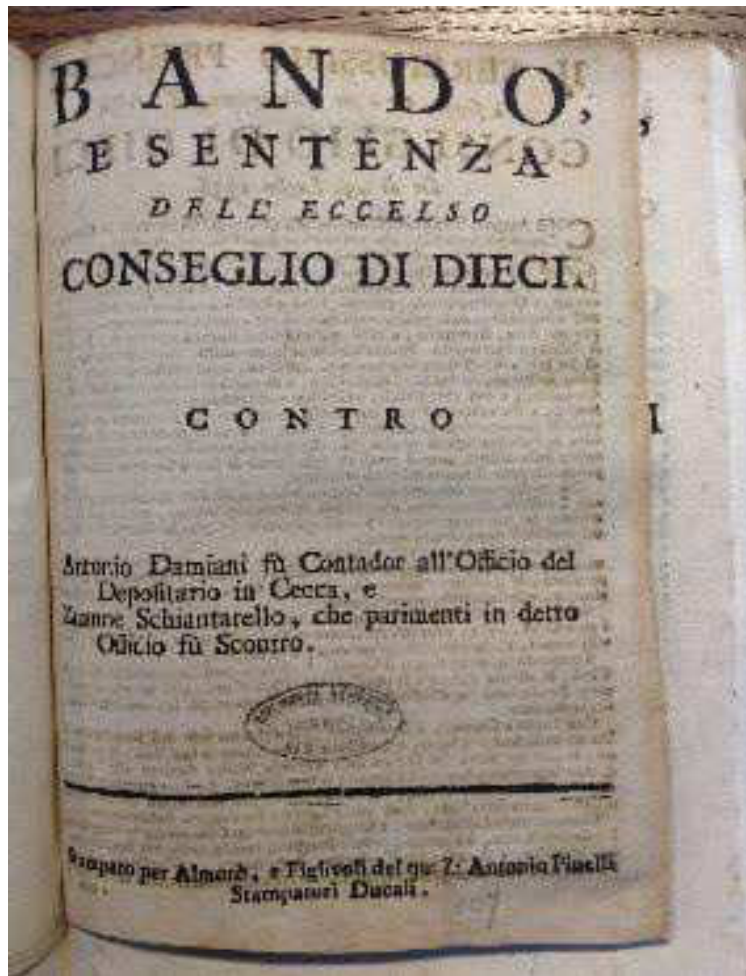 BANDO,
E SENTENZA
DELL' ECCELSO
CONSEGLIO DI DIECI.
CONTRO
Antonio Damiani fù Contador all'Officio del
Depositario in Cecca, e
Zuanne Schiantarello, che parimenti in detto
Officio fù Scontro.
Stampato per Almorò, e Figlivoli del qu: Z: Antonio Pinelli
Stampatori Ducali.